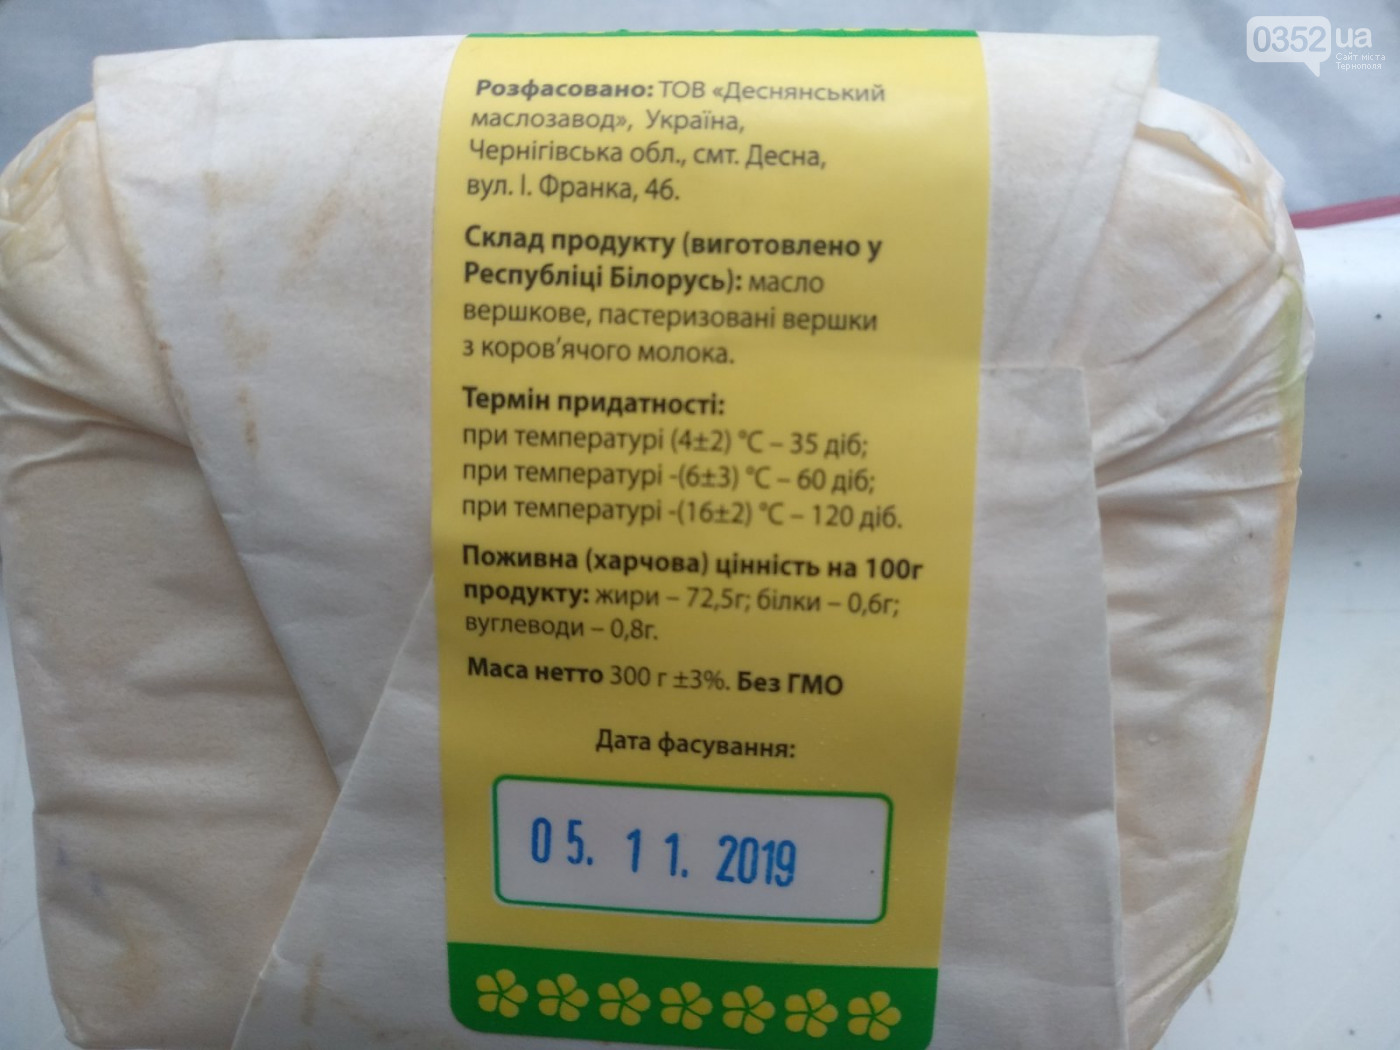 0352 ua
Сайт міста
Тернополя
Розфасовано: ТОВ «Деснянський
маслозавод», Україна,
Чернігівська обл., смт. Десна,
вул. І. Франка, 46.
Склад продукту (виготовлено у
Республіці Білорусь): масло
вершкове, пастеризовані вершки
з коров'ячого молока.
Термін придатності:
при температурі (4±2) °С – 35 діб;
при температурі -(6±3) °С – 60 діб;
при температурі -(16±2) °С – 120 діб.
Поживна (харчова) цінність на 100г
продукту: жири – 72,5г; білки – 0,6г;
вуглеводи – 0,8г.
Маса нетто 300 г ±3%. Без ГМО
Дата фасування:
05. 11. 2019